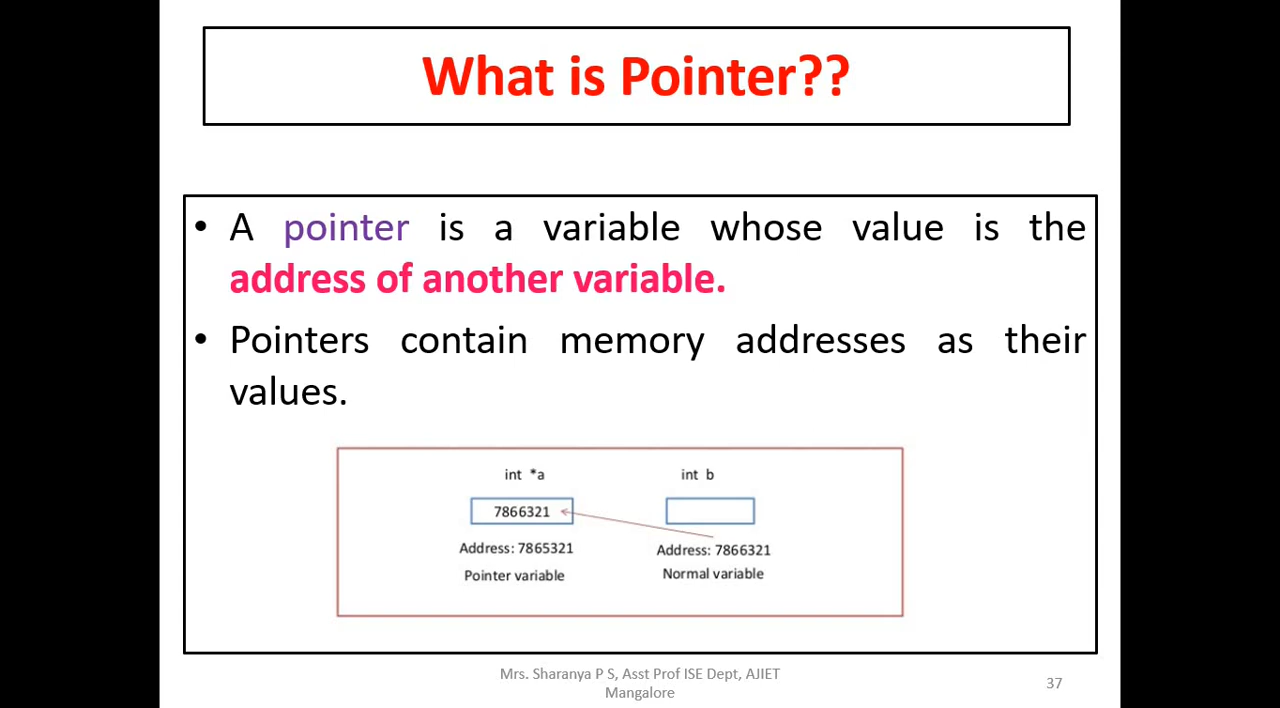 What is Pointer??
• A pointer is a variable whose value is the
address of another variable.
• Pointers contain memory addresses as their
values.
int *a
int b
7866321
Address: 7865321
Address: 7866321
Pointer variable
Normal variable
Mrs. Sharanya P S, Asst Prof ISE Dept, AJIET
Mangalore
37